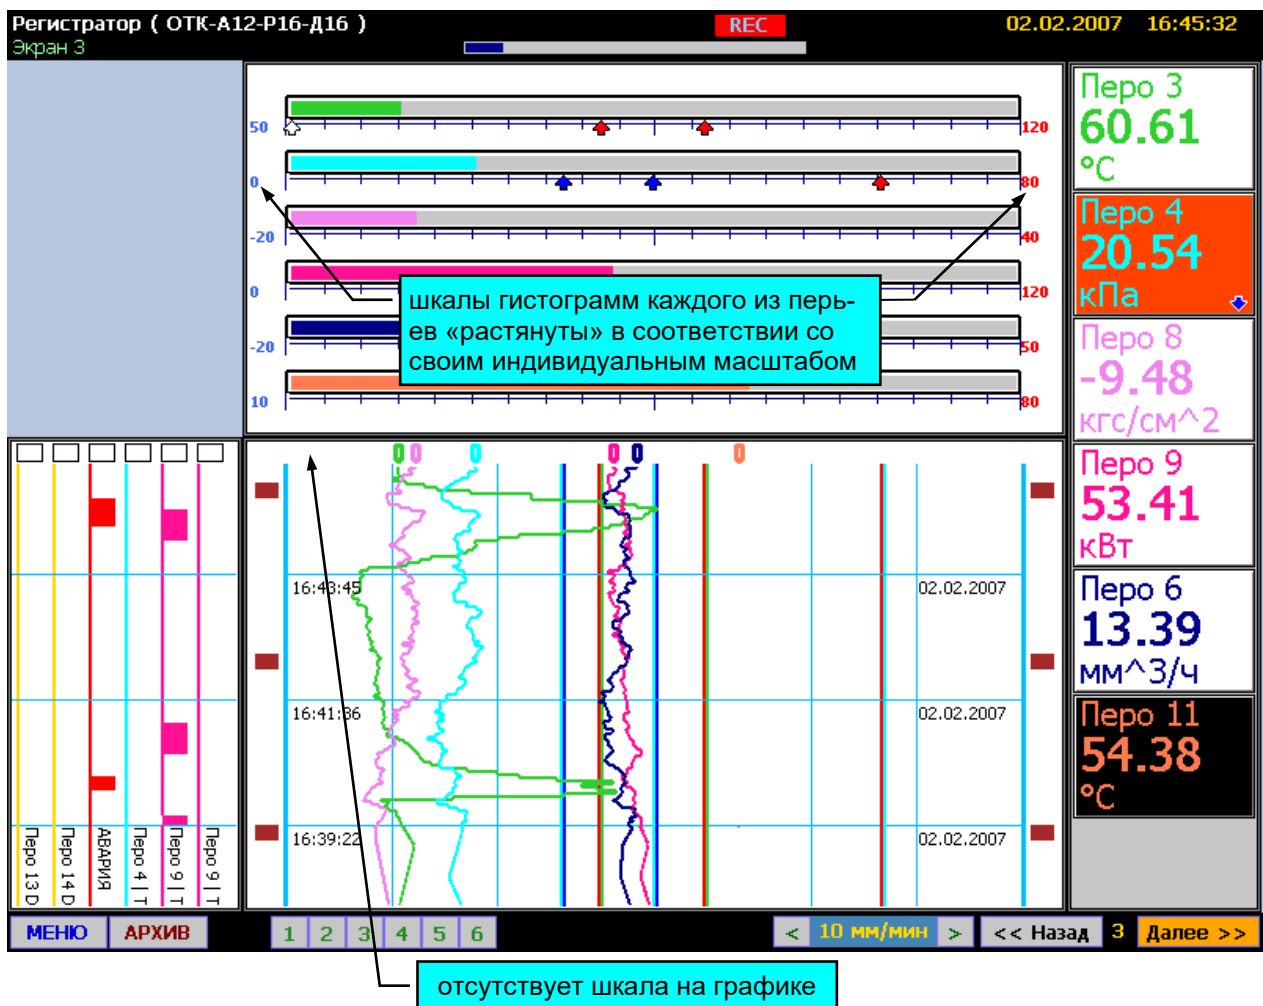 Регистратор ( ОТК-А12-Р16-Д16 )
REC
02.02.2007 16:45:32
Экран 3
50
120
0
80
-20
40
0
120
-20
50
10
80
шкалы гистограмм каждого из перь-
ев «растянуты» в соответствии со
своим индивидуальным масштабом
Перо 3
60.61
°C
Перо 4
20.54
кПа
Перо 8
-9.48
кгс/см^2
Перо 9
53.41
кВт
Перо 6
13.39
мм^3/ч
Перо 11
54.38
°C
16:43:45
02.02.2007
16:41:36
02.02.2007
16:39:22
02.02.2007
Перо 13 D
Перо 14 D
АВАРИЯ
Перо 4 | T
Перо 9 | T
Перо 9 | T
МЕНЮ
АРХИВ
1 2 3 4 5 6
< 10 мм/мин >
<< Назад
3
Далее >>
отсутствует шкала на графике